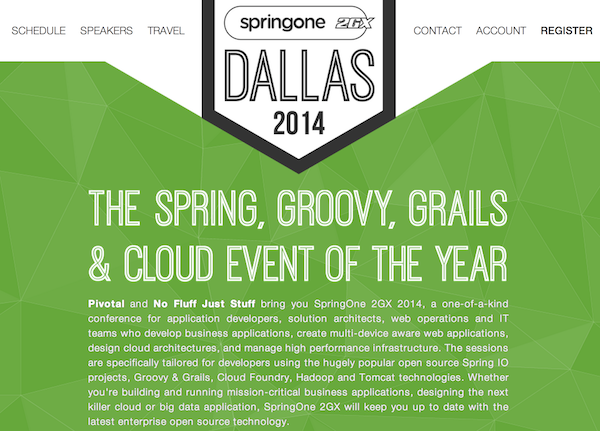 SCHEDULE SPEAKERS TRAVEL
springone 2GX
CONTACT ACCOUNT REGISTER
DALLAS
2014
THE SPRING, GROOVY, GRAILS
& CLOUD EVENT OF THE YEAR
Pivotal and No Fluff Just Stuff bring you SpringOne 2GX 2014, a one-of-a-kind
conference for application developers, solution architects, web operations and IT
teams who develop business applications, create multi-device aware web applications,
design cloud architectures, and manage high performance infrastructure. The sessions
are specifically tailored for developers using the hugely popular open source Spring IO
projects, Groovy & Grails, Cloud Foundry, Hadoop and Tomcat technologies. Whether
you're building and running mission-critical business applications, designing the next
killer cloud or big data application, SpringOne 2GX will keep you up to date with the
latest enterprise open source technology.